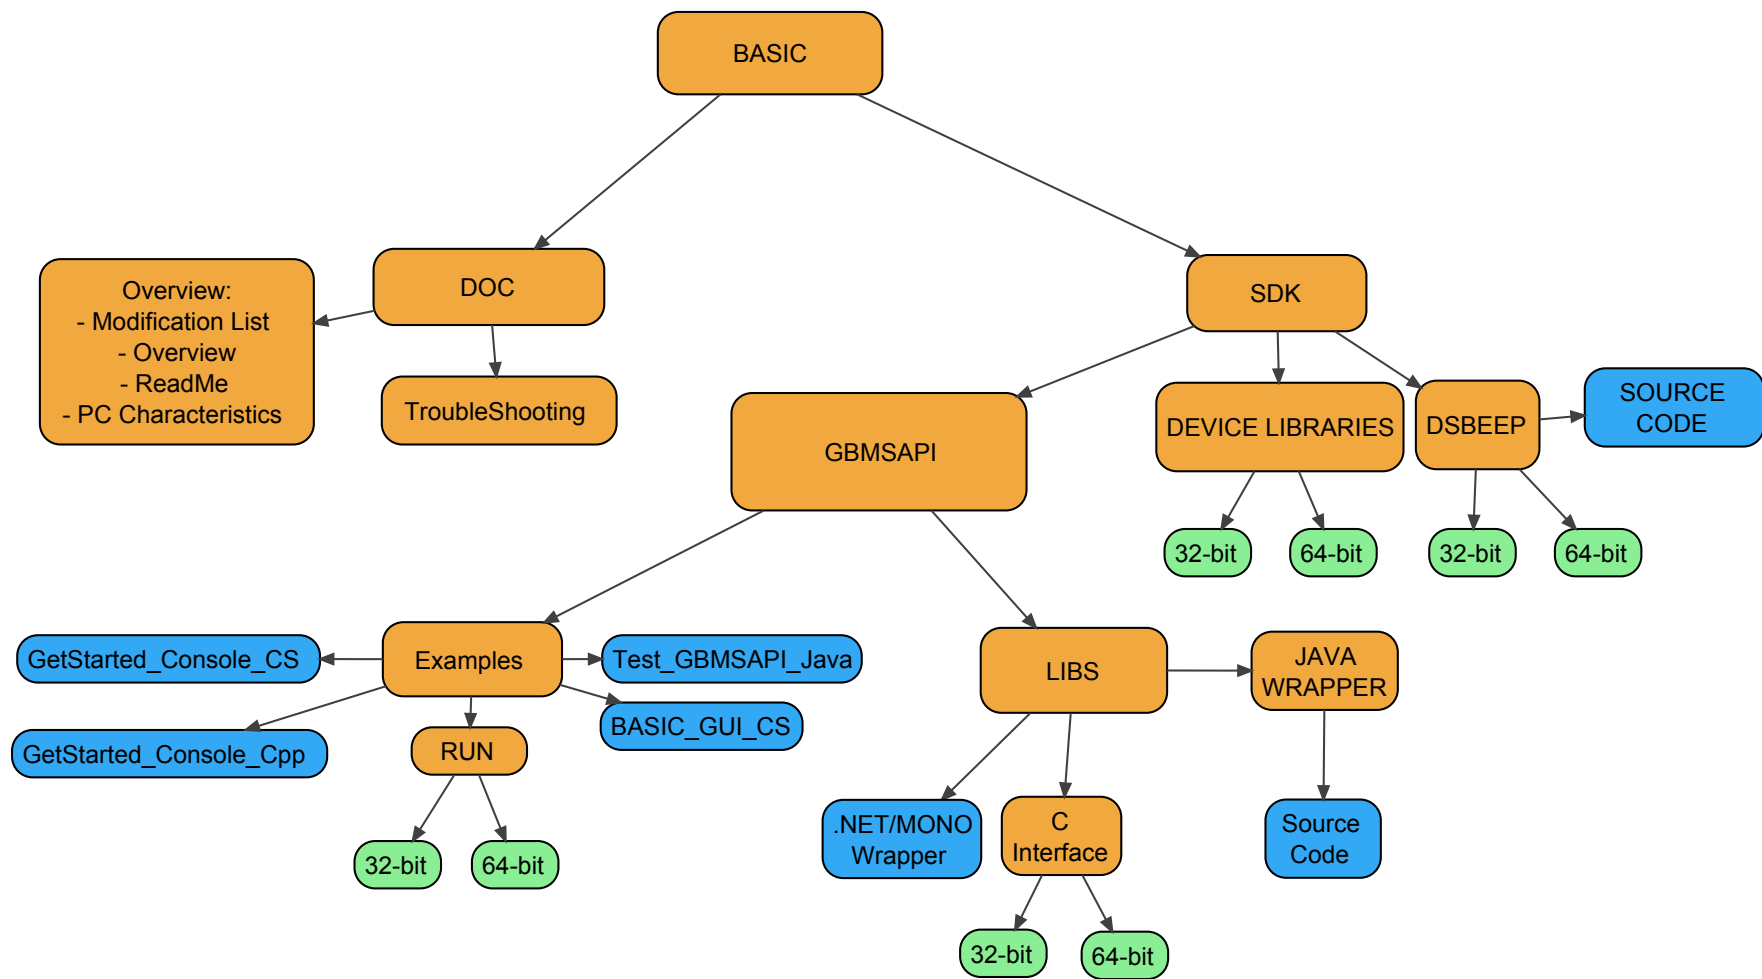 BASIC
DOC
SDK
Overview:
- Modification List
- Overview
- ReadMe
- PC Characteristics
TroubleShooting
GBMSAPI
DEVICE LIBRARIES
DSBEEP
SOURCE
CODE
32-bit
64-bit
32-bit
64-bit
GetStarted_Console_CS
Examples
Test_GBMSAPI_Java
LIBS
JAVA
WRAPPER
GetStarted_Console_Cpp
RUN
BASIC_GUI_CS
32-bit
64-bit
.NET/MONO
Wrapper
C
Interface
Source
Code
32-bit
64-bit